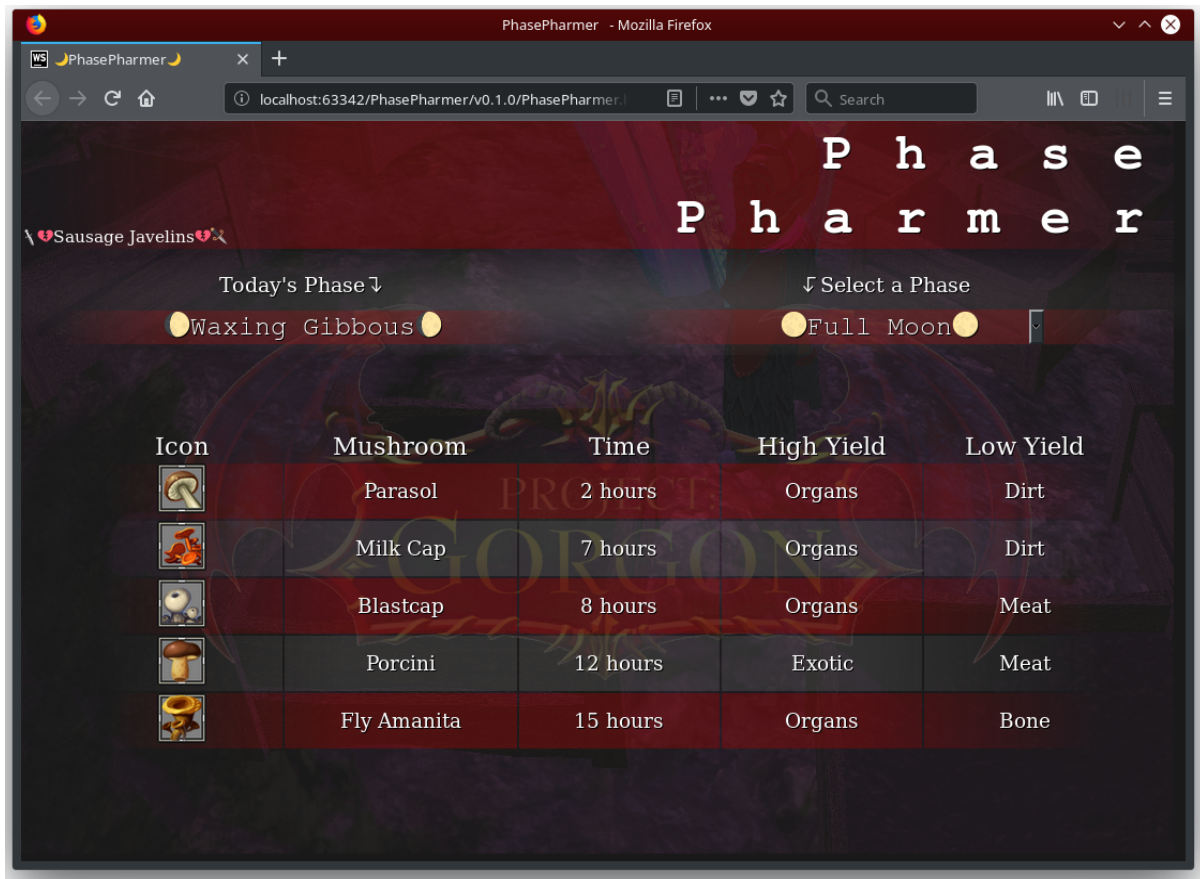 PhasePharmer - Mozilla Firefox
WS 🌙PhasePharmer🌙
localhost:63342/PhasePharmer/v0.1.0/PhasePharmer.
Search
Phase
Pharmer
💔Sausage Javelins💔
Today's Phase↴
↱Select a Phase
🌔Waxing Gibbous🌔
🌕Full Moon🌕
Icon Mushroom Time High Yield Low Yield
Parasol 2 hours Organs Dirt
Milk Cap 7 hours Organs Dirt
Blastcap 8 hours Organs Meat
Porcini 12 hours Exotic Meat
Fly Amanita 15 hours Organs Bone
PROJECT:
GORGON